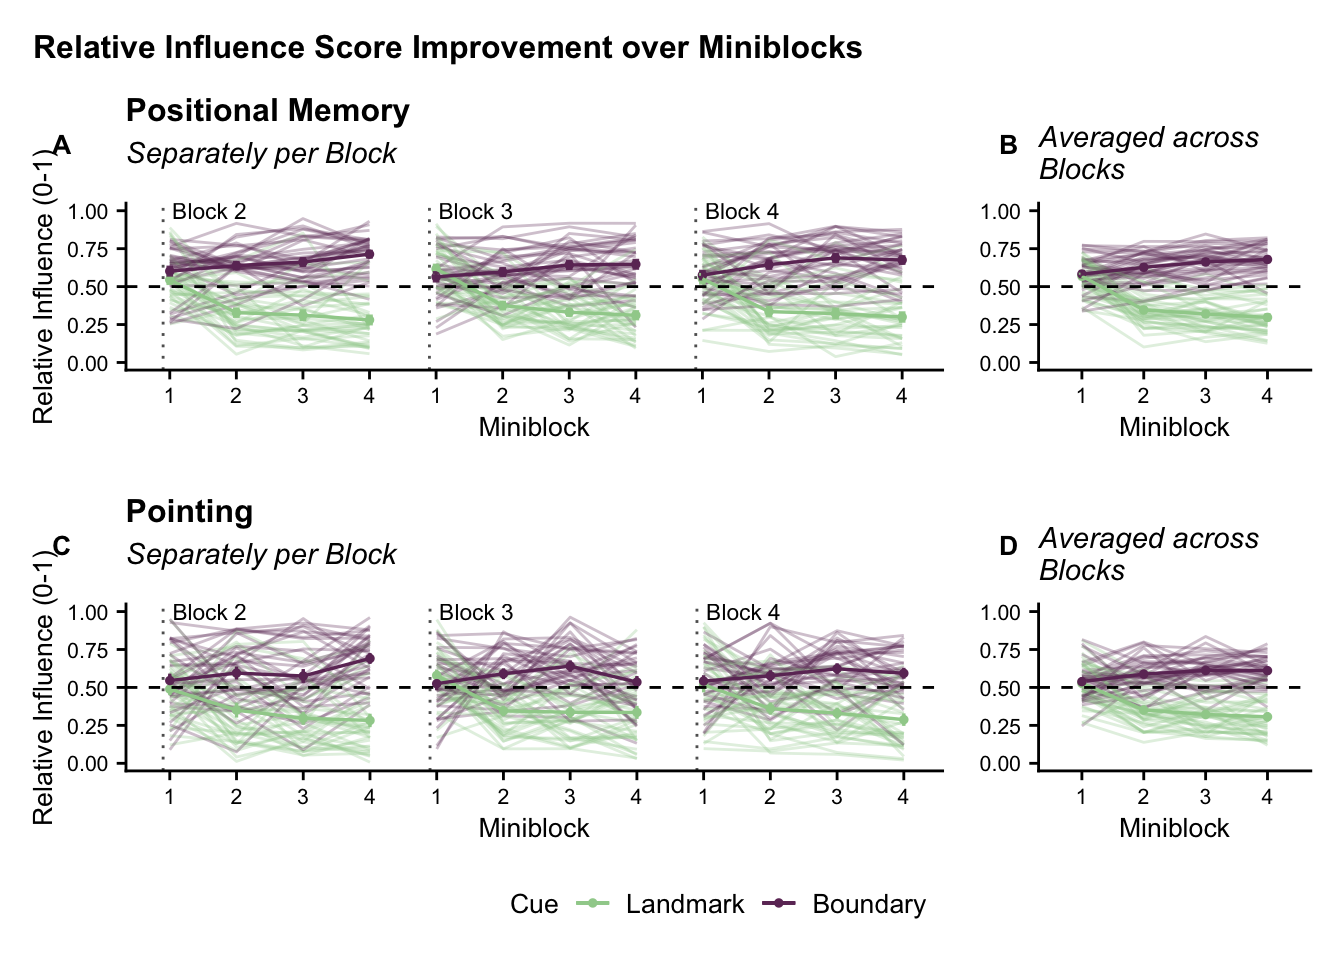 Relative Influence Score Improvement over Miniblocks
Positional Memory
A
Separately per Block
Relative Influence (0-1)
1.00
0.75
0.50
0.25
0.00
Block 2
Block 3
Block 4
1 2 3 4 1 2 3 4 1 2 3 4
Miniblock
B
Averaged across
Blocks
1.00
0.75
0.50
0.25
0.00
1 2 3 4
Miniblock
Pointing
C
Separately per Block
Relative Influence (0-1)
1.00
0.75
0.50
0.25
0.00
Block 2
Block 3
Block 4
1 2 3 4 1 2 3 4 1 2 3 4
Miniblock
D
Averaged across
Blocks
1.00
0.75
0.50
0.25
0.00
1 2 3 4
Miniblock
Cue Landmark Boundary